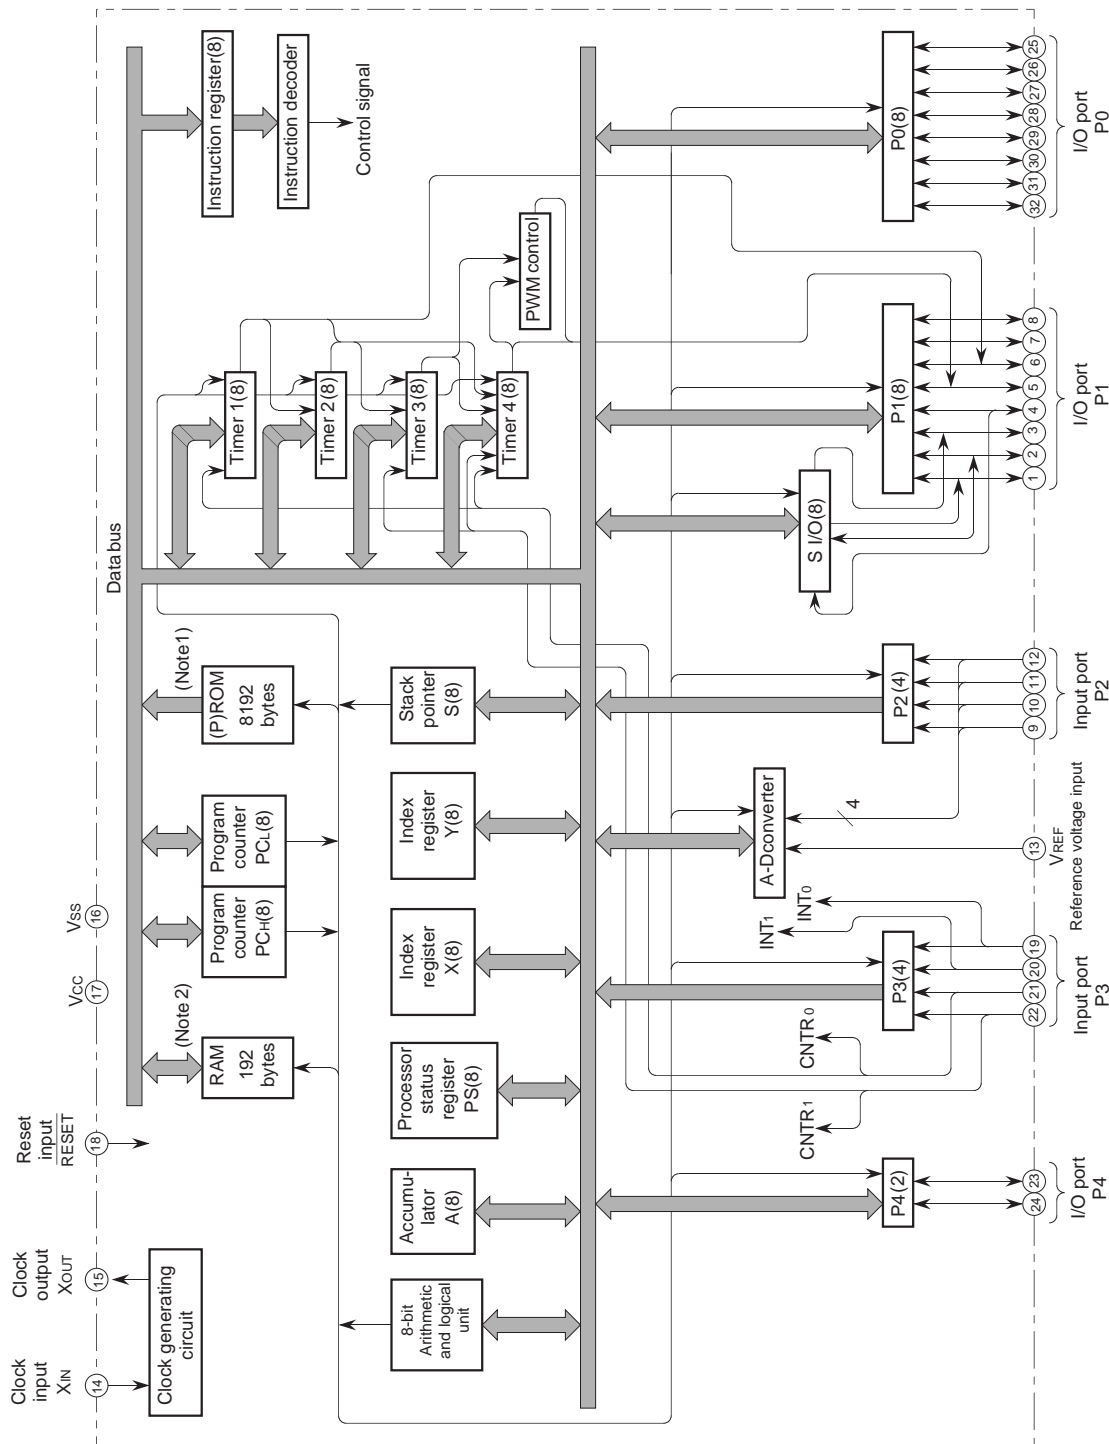 Clock
input
XIN
14
Clock
output
XOUT
15
Reset
input
RESET
18
VCC
17
VSS
16
Clock generating
circuit
Data bus
RAM
192
bytes
(Note 2)
Program
counter
PCH(8)
Program
counter
PCL(8)
(P)ROM
8192
bytes
(Note1)
Instruction register(8)
Instruction decoder
Control signal
Timer 1(8)
Timer 2(8)
Timer 3(8)
Timer 4(8)
PWM control
8-bit
Arithmetic
and logical
unit
Accumu-
lator
A(8)
Processor
status
register
PS(8)
Index
register
X(8)
Index
register
Y(8)
Stack
pointer
S(8)
CNTR1
CNTR0
INT1
INT0
A-Dconverter
4
S I/O(8)
P4(2)
P3(4)
P2(4)
P1(8)
P0(8)
24
23
I/O port
P4
22
21
20
19
Input port
P3
13
VREF
Reference voltage input
9
10
11
12
Input port
P2
1
2
3
4
5
6
7
8
I/O port
P1
32
31
30
29
28
27
26
25
I/O port
P0